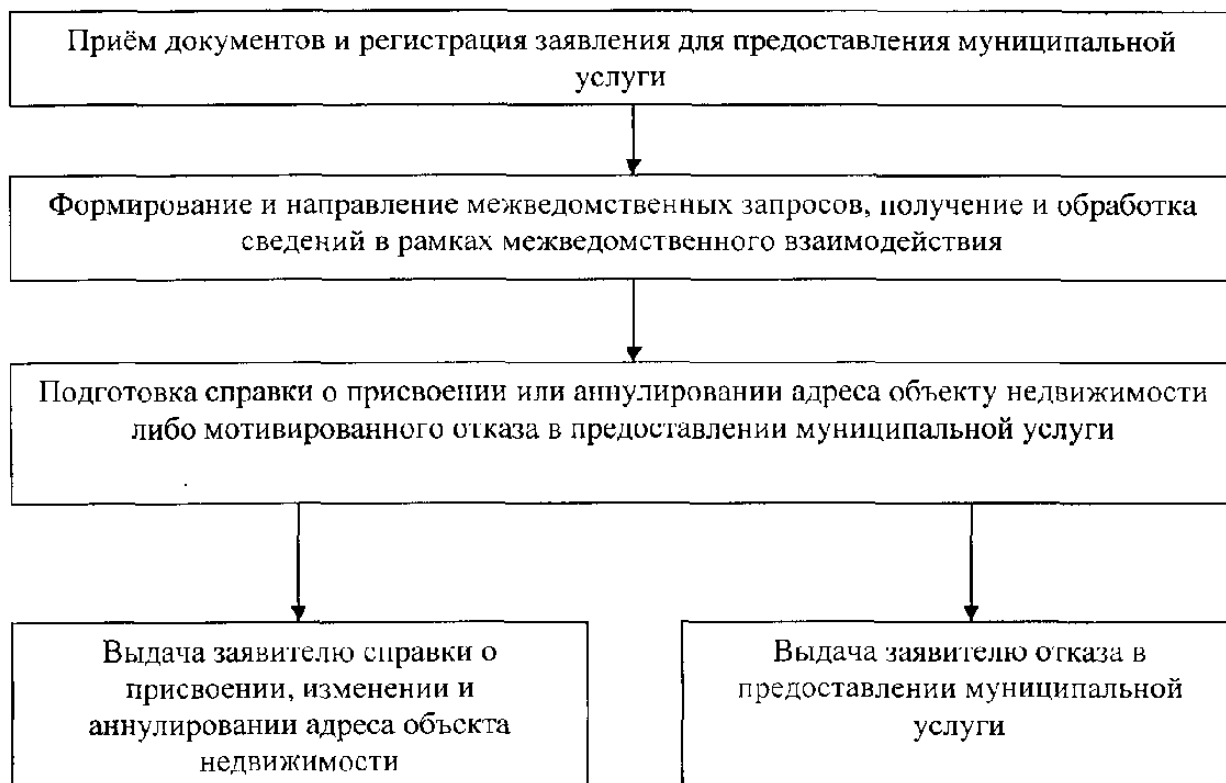 Приём документов и регистрация заявления для предоставления муниципальной
услуги
Формирование и направление межведомственных запросов, получение и обработка
сведений в рамках межведомственного взаимодействия
Подготовка справки о присвоении или аннулировании адреса объекту недвижимости
либо мотивированного отказа в предоставлении муниципальной услуги
Выдача заявителю справки о
присвоении, изменении и
аннулировании адреса объекта
недвижимости
Выдача заявителю отказа в
предоставлении муниципальной
услуги